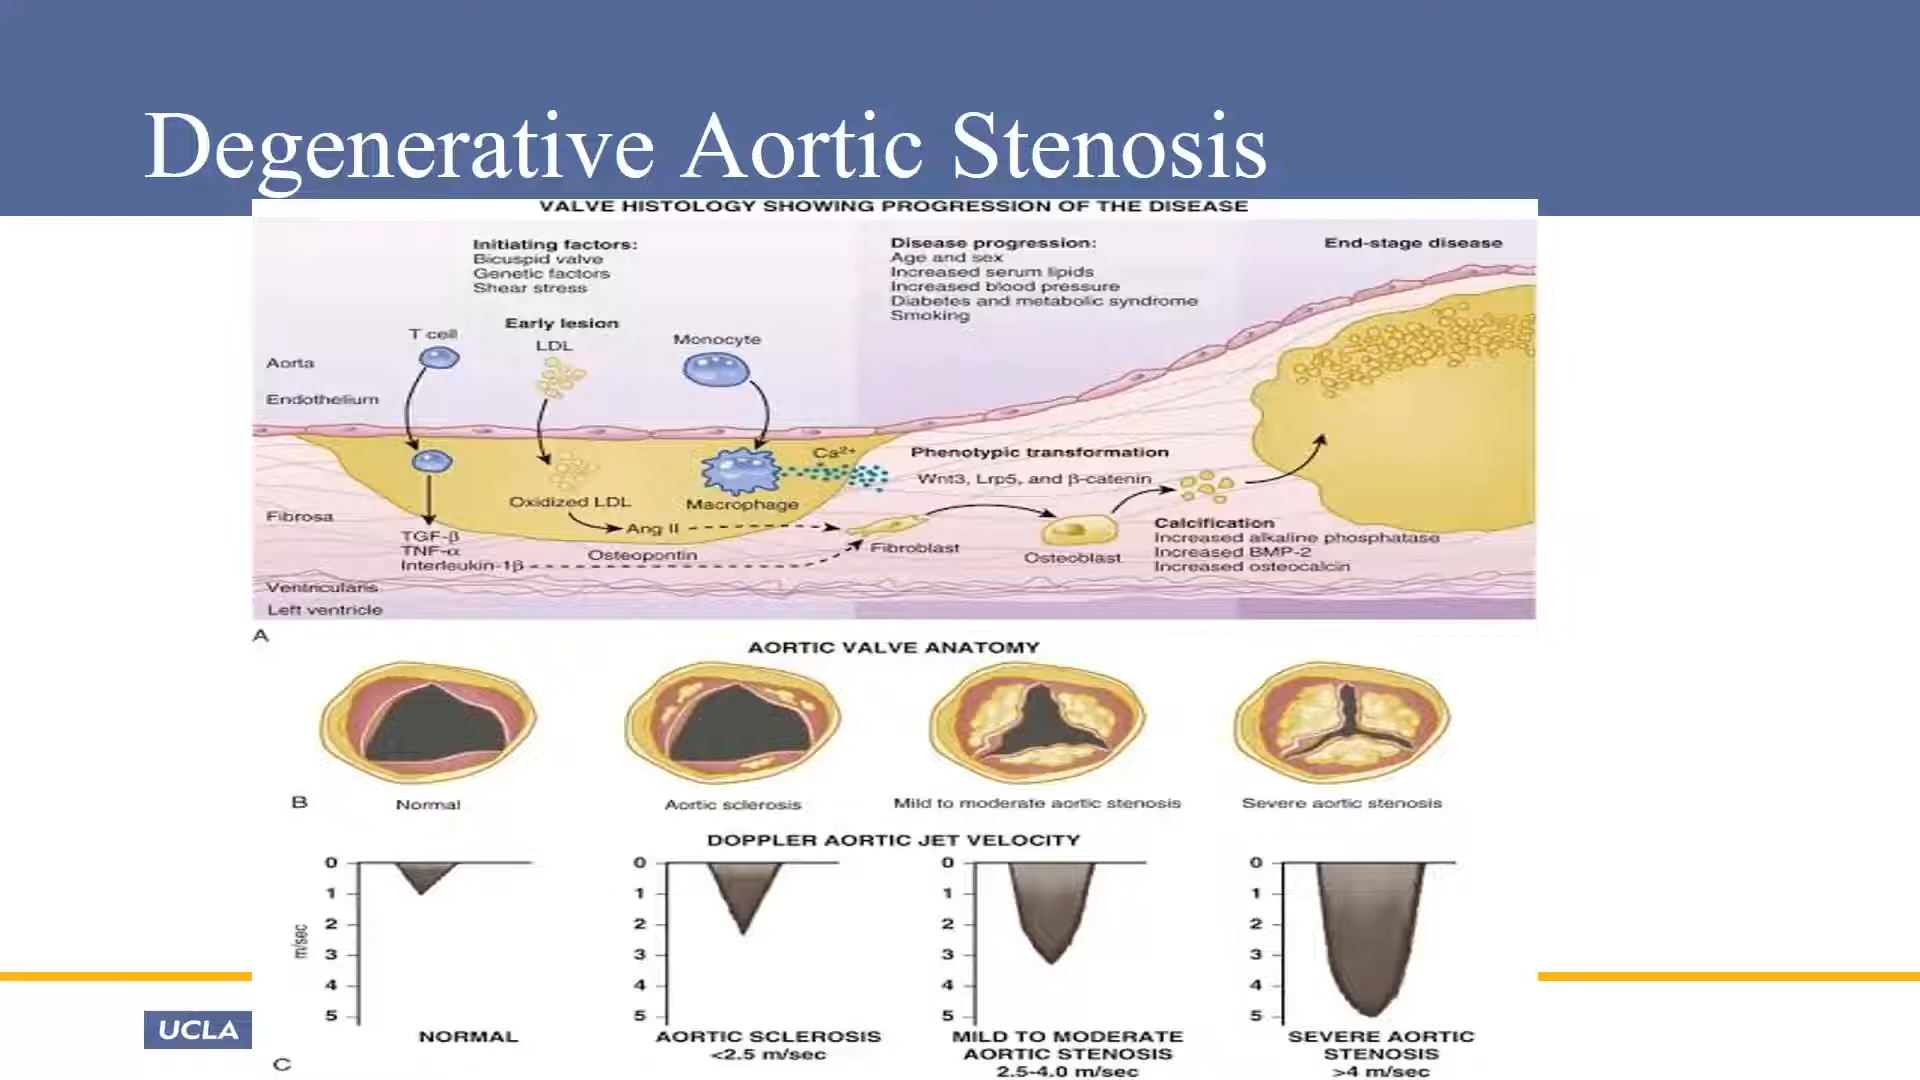 Degenerative Aortic Stenosis
VALVE HISTOLOGY SHOWING PROGRESSION OF THE DISEASE
Initiating factors:
Bicuspid valve
Genetic factors
Shear stress
Disease progression:
Age and sex
Increased serum lipids
Increased blood pressure
Diabetes and metabolic syndrome
Smoking
End-stage disease
Early lesion
T cell
LDL
Monocyte
Aorta
Endothelium
Ca²⁺
Phenotypic transformation
Wnt3, Lrp5, and β-catenin
Oxidized LDL
Macrophage
Fibrosa
Ang II
TGF-β
TNF-α
Interleukin-1β
Osteopontin
Fibroblast
Osteoblast
Calcification
Increased alkaline phosphatase
Increased BMP-2
Increased osteocalcin
Ventricularis
Left ventricle
A
AORTIC VALVE ANATOMY
B
Normal
Aortic sclerosis
Mild to moderate aortic stenosis
Severe aortic stenosis
DOPPLER AORTIC JET VELOCITY
m/sec
0
1
2
3
4
5
NORMAL
0
1
2
3
4
5
AORTIC SCLEROSIS
<2.5 m/sec
0
1
2
3
4
5
MILD TO MODERATE
AORTIC STENOSIS
2.5-4.0 m/sec
0
1
2
3
4
5
SEVERE AORTIC
STENOSIS
>4 m/sec
C
UCLA